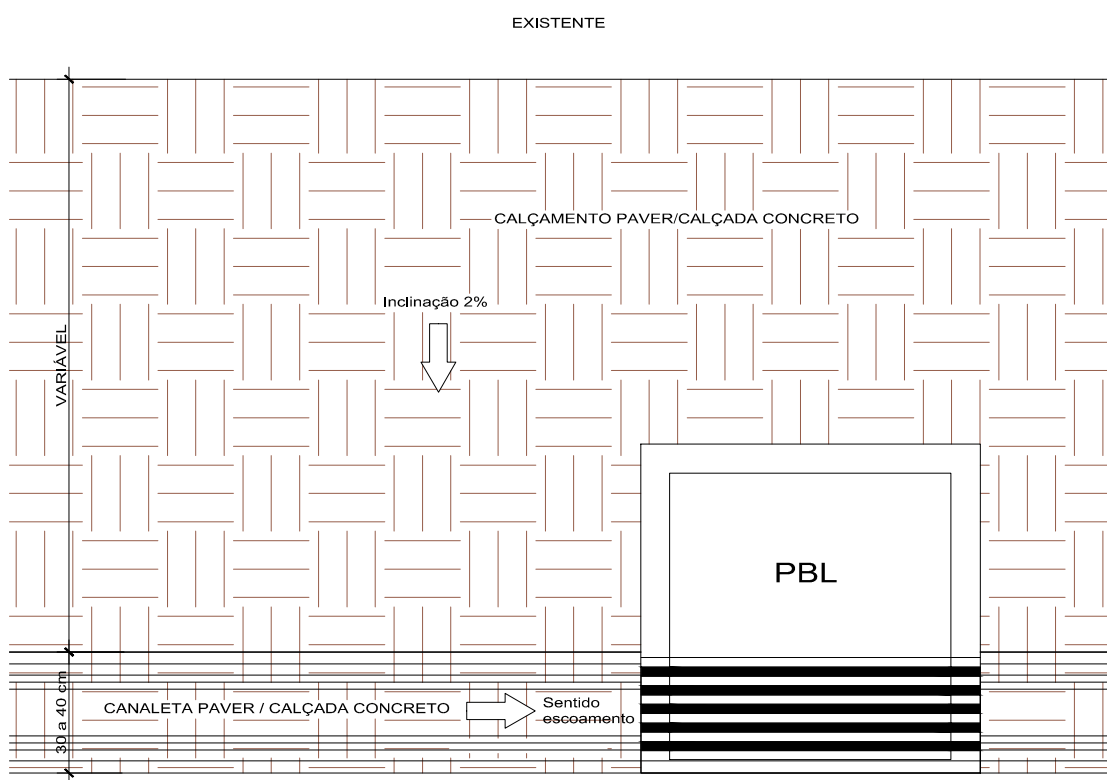 EXISTENTE
CALÇAMENTO PAVER/CALÇADA CONCRETO
Inclinação 2%
VARIÁVEL
PBL
30 a 40 cm
CANALETA PAVER / CALÇADA CONCRETO
Sentido
escoamento